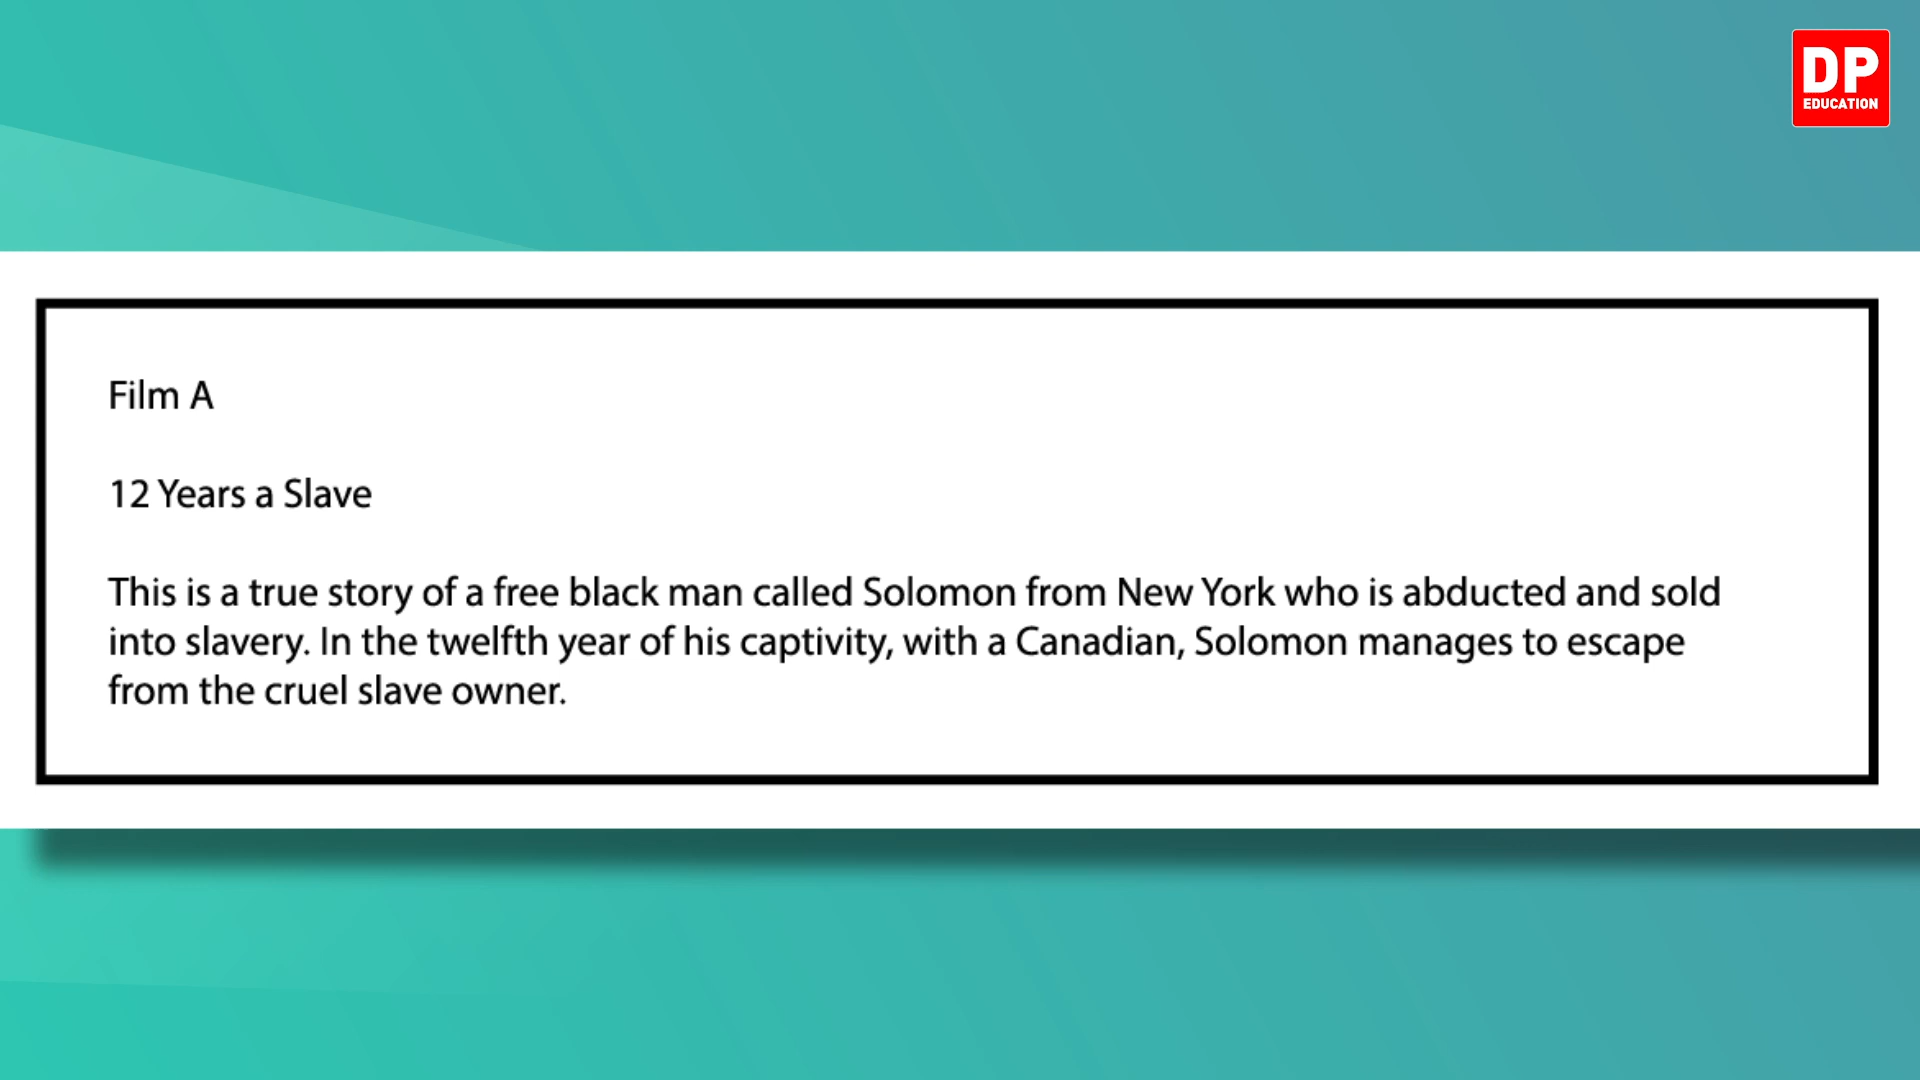 DP
EDUCATION
Film A
12 Years a Slave
This is a true story of a free black man called Solomon from New York who is abducted and sold
into slavery. In the twelfth year of his captivity, with a Canadian, Solomon manages to escape
from the cruel slave owner.